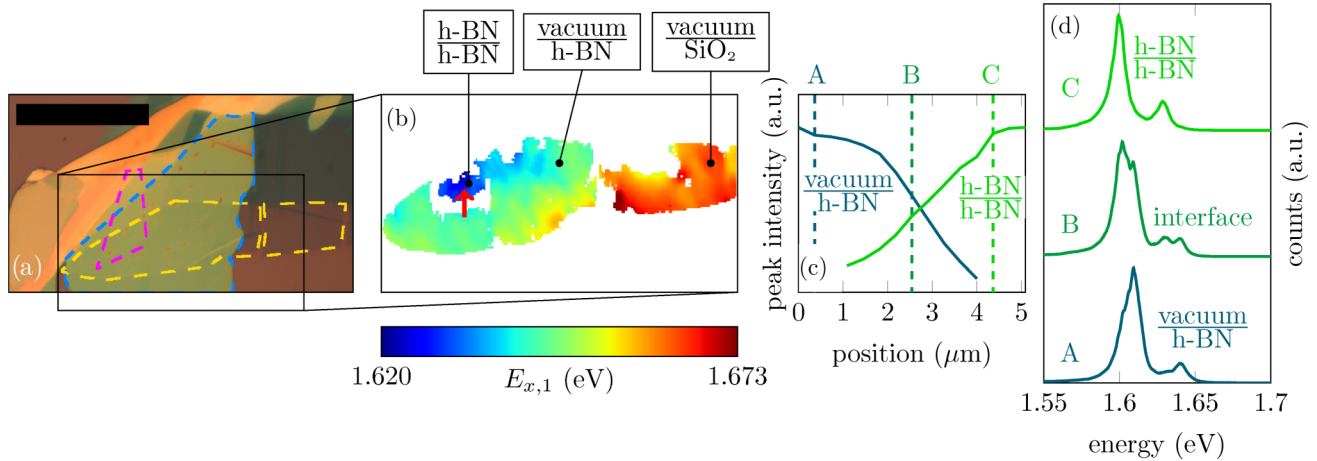 h-BN
h-BN
vacuum
h-BN
vacuum
SiO₂
(a)
(b)
1.620
1.673
Eₓ,₁ (eV)
peak intensity (a.u.)
A
B
C
vacuum
h-BN
h-BN
h-BN
(c)
0 1 2 3 4 5
position (μm)
(d)
C
h-BN
h-BN
B
interface
A
vacuum
h-BN
counts (a.u.)
1.55 1.6 1.65 1.7
energy (eV)